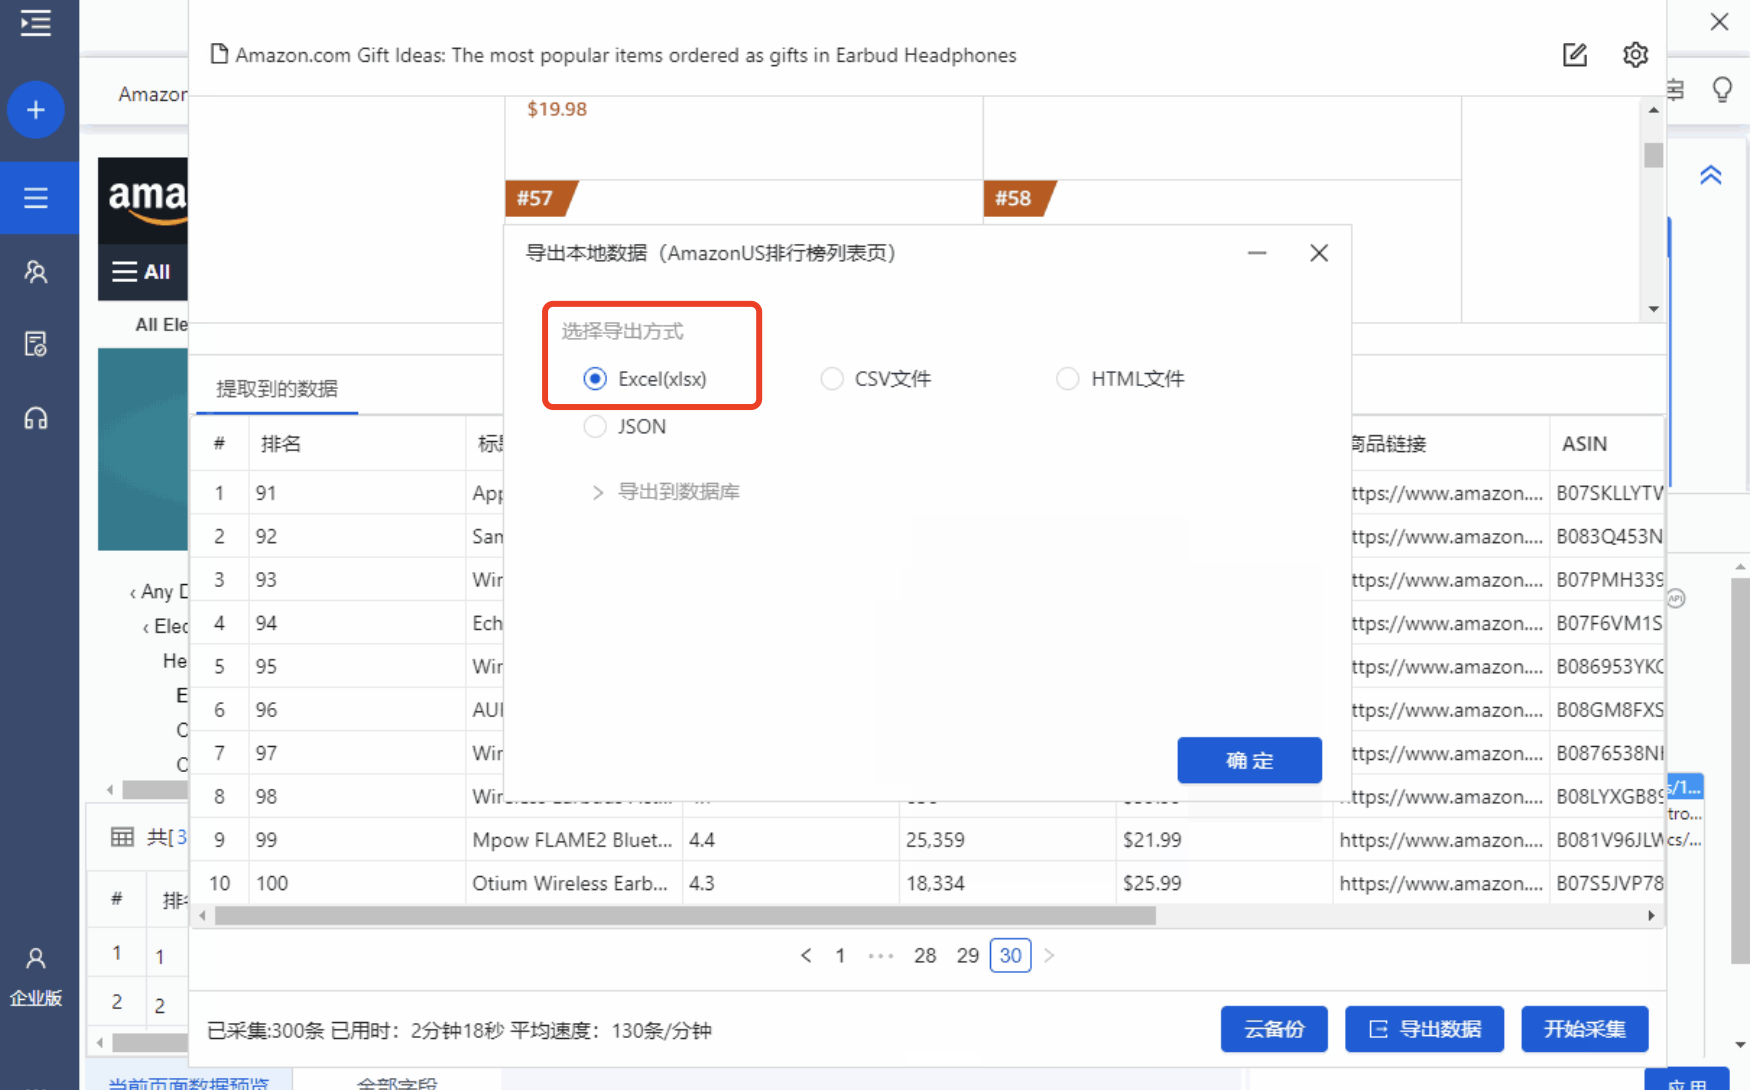 Amazon.com Gift Ideas: The most popular items ordered as gifts in Earbud Headphones
Amazor
$19.98
#57
#58
ama
All
All Ele
导出本地数据（AmazonUS排行榜列表页）
选择导出方式
Excel(xlsx)
CSV文件
HTML文件
JSON
导出到数据库
确 定
提取到的数据
# 排名 商品链接 ASIN
1 91 App ttps://www.amazon.... B07SKLLYTV
2 92 Sam ttps://www.amazon.... B083Q453N
3 93 Wir ttps://www.amazon.... B07PMH339
4 94 Ech ttps://www.amazon.... B07F6VM1S
5 95 Wir ttps://www.amazon.... B086953YK
6 96 AUI ttps://www.amazon.... B08GM8FXS
7 97 Wir ttps://www.amazon.... B0876538N
8 98 https://www.amazon.... B08LYXGB89
9 99 Mpow FLAME2 Bluet... 4.4 25,359 $21.99 https://www.amazon.... B081V96JLW
10 100 Otium Wireless Earb... 4.3 18,334 $25.99 https://www.amazon.... B07S5JVP78
‹ Any D
‹ Elec
He
E
API
s/1...
tro...
cs/...
共[ 3
# 排
1 1
2 2
企业版
1 ··· 28 29 30
已采集:300条 已用时：2分钟18秒 平均速度：130条/分钟
云备份
导出数据
开始采集
当前页面数据预览
全部字段
应用